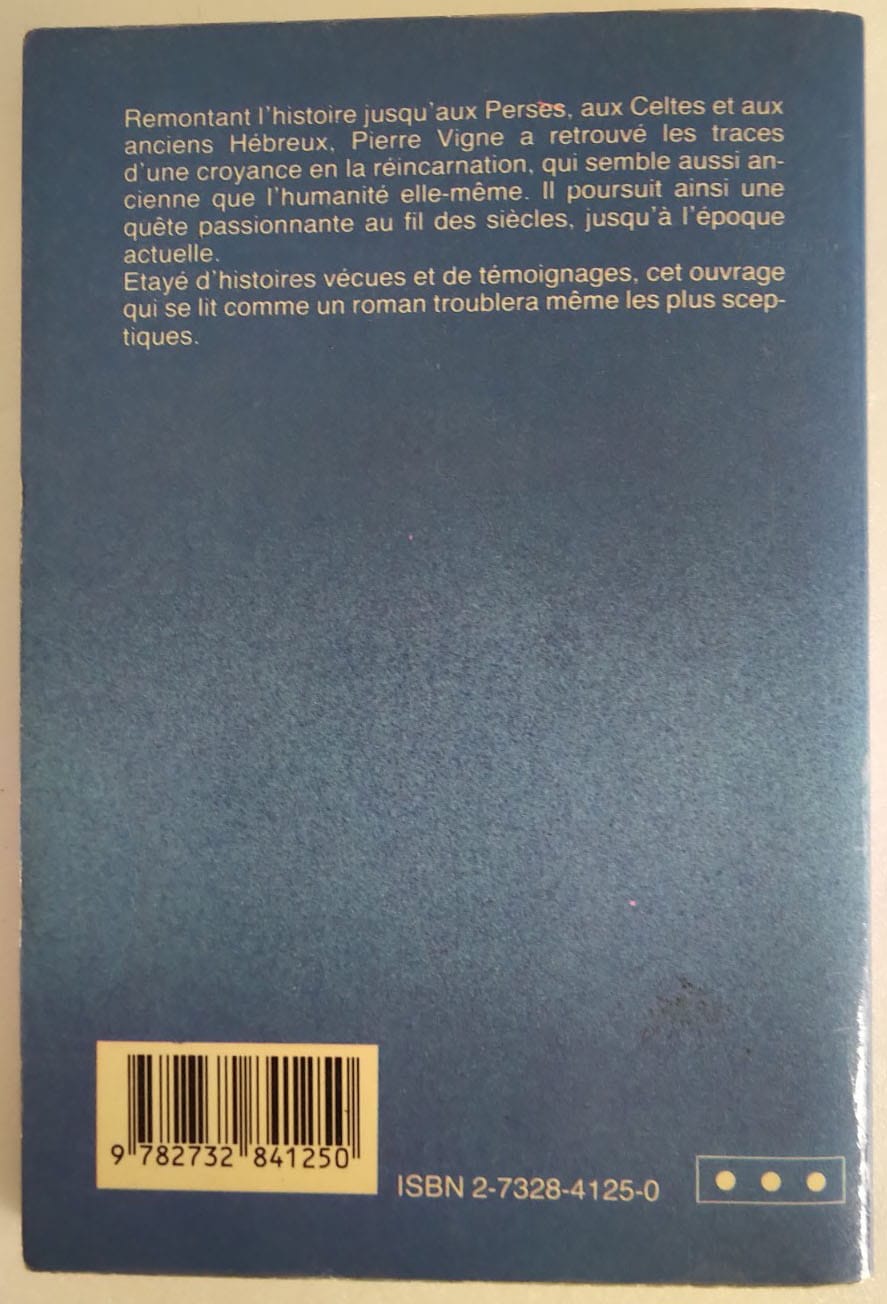 Remontant l'histoire jusqu'aux Perses, aux Celtes et aux
anciens Hébreux, Pierre Vigne a retrouvé les traces
d'une croyance en la réincarnation, qui semble aussi an-
cienne que l'humanité elle-même. Il poursuit ainsi une
quête passionnante au fil des siècles, jusqu'à l'époque
actuelle.
Etayé d'histoires vécues et de témoignages, cet ouvrage
qui se lit comme un roman troublera même les plus scep-
tiques.
9 782732 841250
ISBN 2-7328-4125-0